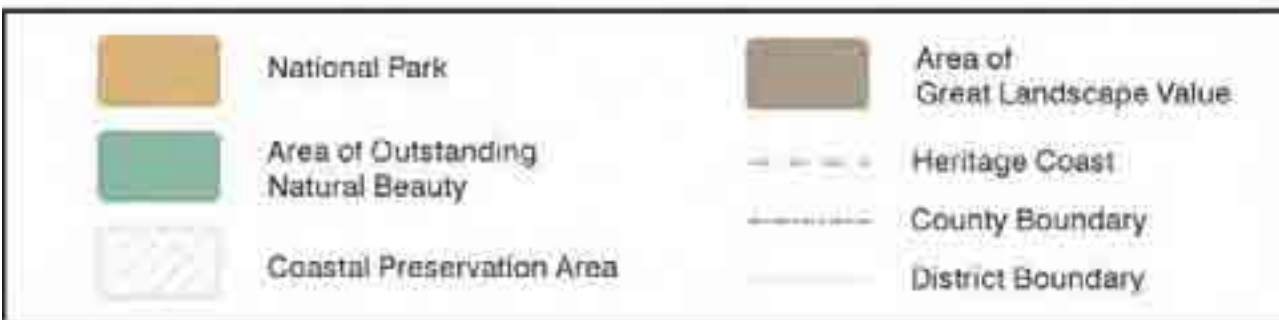 National Park
Area of Outstanding
Natural Beauty
Coastal Preservation Area
Area of
Great Landscape Value
Heritage Coast
County Boundary
District Boundary